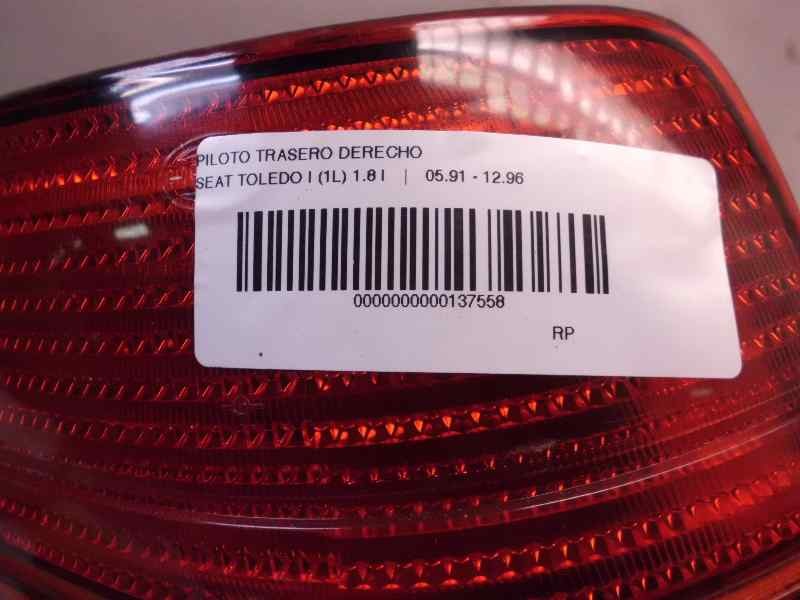 PILOTO TRASERO DERECHO
SEAT TOLEDO I (1L) 1.8 I | 05.91 - 12.96
0000000000137558
RP